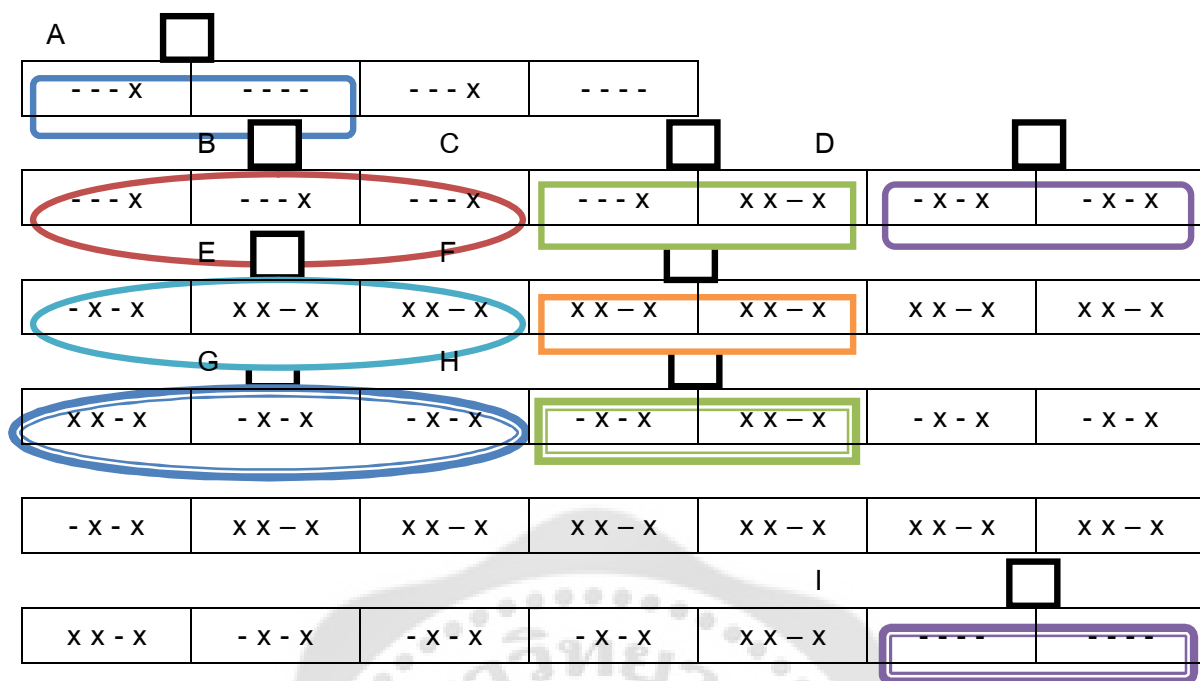 A
- - - x - - - - - - - x - - - -
B C D
- - - x - - - x - - - x - - - x x x – x - x - x - x - x
E F
- x - x x x – x x x – x x x – x x x – x x x – x x x – x
G H
x x - x - x - x - x - x - x - x x x – x - x - x - x - x
- x - x x x – x x x – x x x – x x x – x x x – x x x – x
I
x x - x - x - x - x - x - x - x x x – x - - - - - - - -